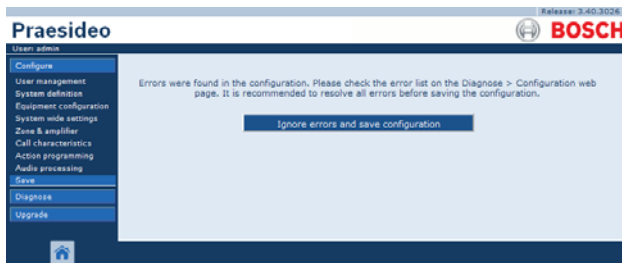 Release: 3.40.3026
Praesideo
BOSCH
User: admin
Configure
User management
System definition
Equipment configuration
System wide settings
Zone & amplifier
Call characteristics
Action programming
Audio processing
Save
Diagnose
Upgrade
Errors were found in the configuration. Please check the error list on the Diagnose > Configuration web
page. It is recommended to resolve all errors before saving the configuration.
Ignore errors and save configuration